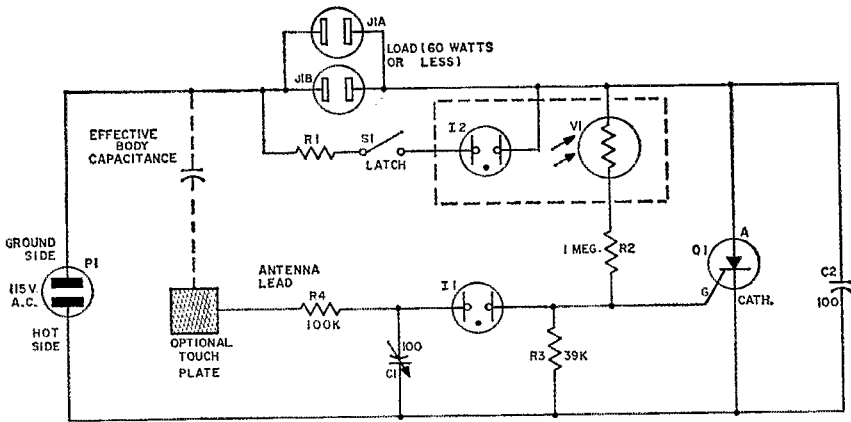 J1A
LOAD (60 WATTS
OR LESS)
J1B
EFFECTIVE
BODY
CAPACITANCE
R1
S1
LATCH
I2
V1
GROUND
SIDE
P1
115 V.
A.C.
HOT
SIDE
OPTIONAL
TOUCH
PLATE
ANTENNA
LEAD
R4
100K
I1
100
C1
R3
39K
1 MEG.
R2
Q1
A
G
CATH.
C2
100